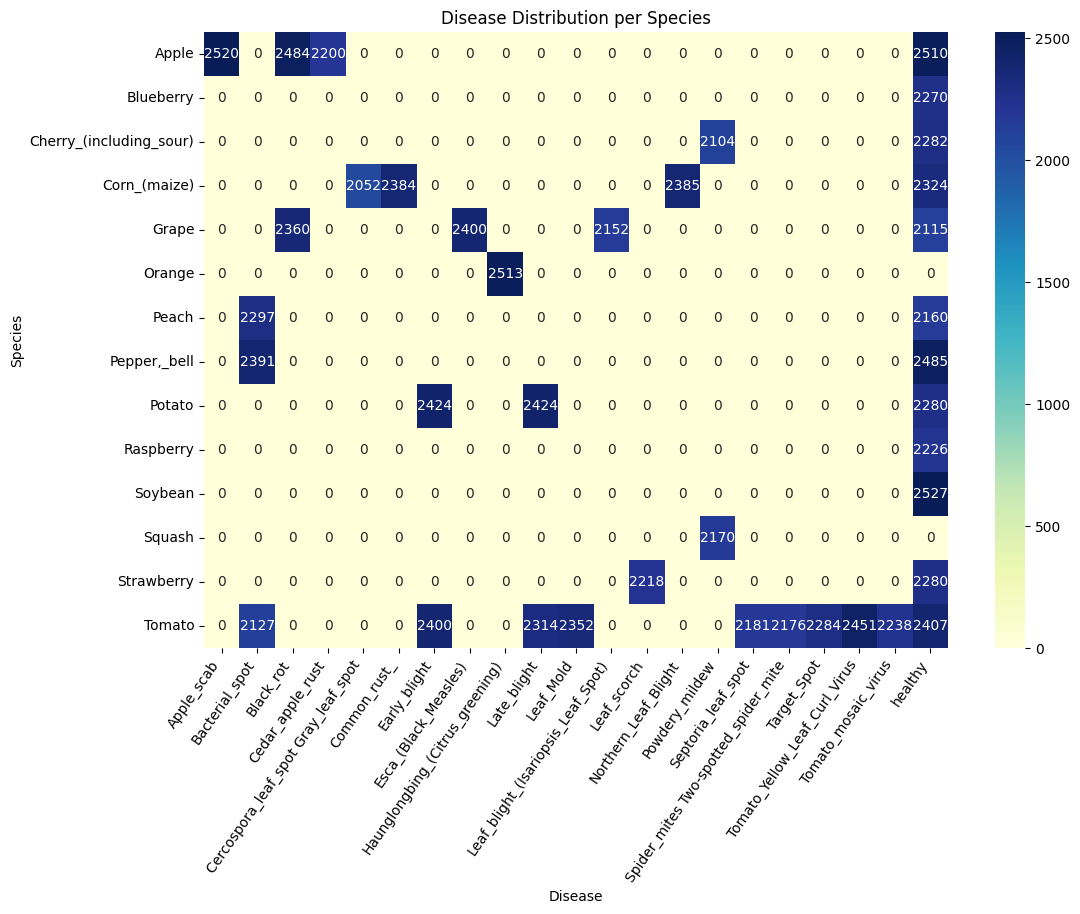 Disease Distribution per Species
Species
Apple 2520 0 2484 2200 0 0 0 0 0 0 0 0 0 0 0 0 0 0 0 0 2510
Blueberry 0 0 0 0 0 0 0 0 0 0 0 0 0 0 0 0 0 0 0 0 2270
Cherry_(including_sour) 0 0 0 0 0 0 0 0 0 0 0 0 0 0 2104 0 0 0 0 0 2282
Corn_(maize) 0 0 0 0 2052 2384 0 0 0 0 0 0 0 2385 0 0 0 0 0 0 2324
Grape 0 0 2360 0 0 0 0 2400 0 0 0 2152 0 0 0 0 0 0 0 0 2115
Orange 0 0 0 0 0 0 0 0 2513 0 0 0 0 0 0 0 0 0 0 0 0
Peach 0 2297 0 0 0 0 0 0 0 0 0 0 0 0 0 0 0 0 0 0 2160
Pepper,_bell 0 2391 0 0 0 0 0 0 0 0 0 0 0 0 0 0 0 0 0 0 2485
Potato 0 0 0 0 0 0 2424 0 0 2424 0 0 0 0 0 0 0 0 0 0 2280
Raspberry 0 0 0 0 0 0 0 0 0 0 0 0 0 0 0 0 0 0 0 0 2226
Soybean 0 0 0 0 0 0 0 0 0 0 0 0 0 0 0 0 0 0 0 0 2527
Squash 0 0 0 0 0 0 0 0 0 0 0 0 0 0 2170 0 0 0 0 0 0
Strawberry 0 0 0 0 0 0 0 0 0 0 0 0 2218 0 0 0 0 0 0 0 2280
Tomato 0 2127 0 0 0 0 2400 0 0 2314 2352 0 0 0 0 2181 2176 2284 2451 2238 2407
Apple_scab
Bacterial_spot
Black_rot
Cedar_apple_rust
Cercospora_leaf_spot Gray_leaf_spot
Common_rust_
Early_blight
Esca_(Black_Measles)
Haunglongbing_(Citrus_greening)
Late_blight
Leaf_Mold
Leaf_blight_(Isariopsis_Leaf_Spot)
Leaf_scorch
Northern_Leaf_Blight
Powdery_mildew
Septoria_leaf_spot
Spider_mites Two-spotted_spider_mite
Target_Spot
Tomato_Yellow_Leaf_Curl_Virus
Tomato_mosaic_virus
healthy
Disease
2500
2000
1500
1000
500
0